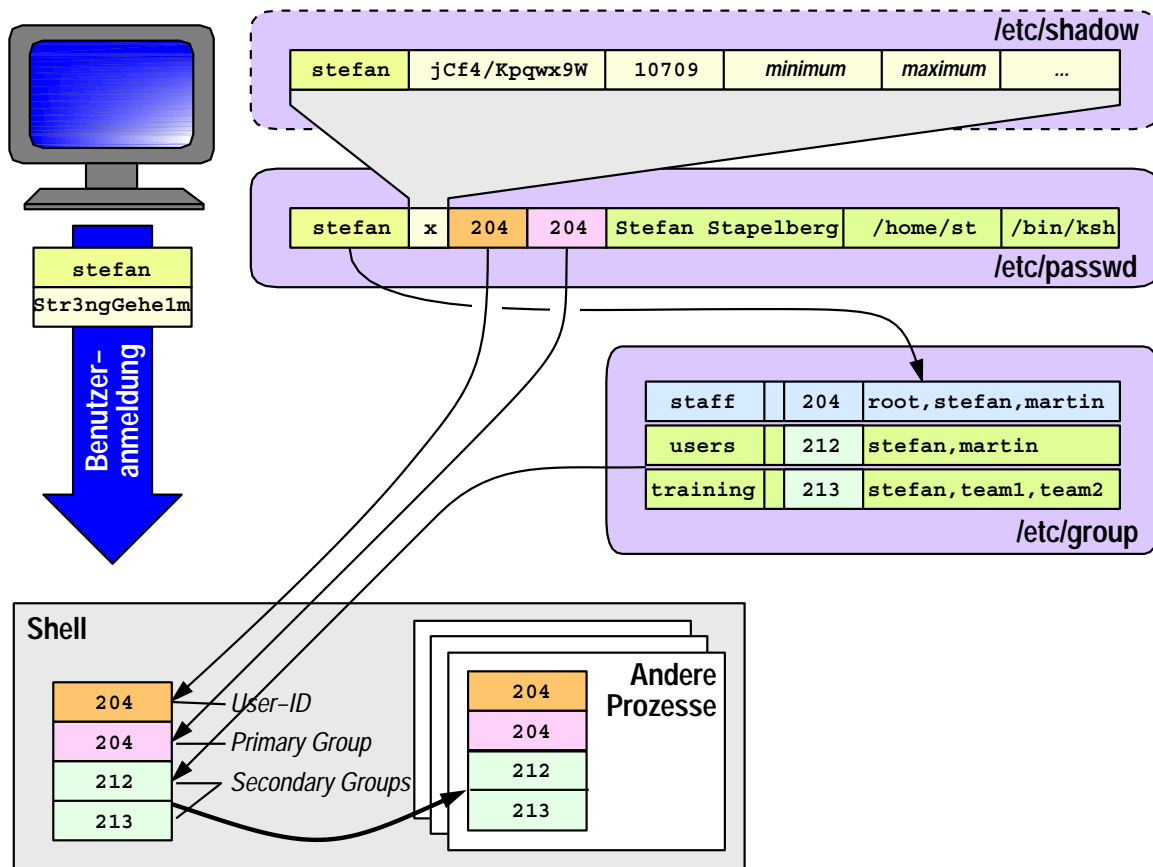 /etc/shadow
stefan jCf4/Kpqwx9W 10709 minimum maximum ...
stefan x 204 204 Stefan Stapelberg /home/st /bin/ksh
/etc/passwd
stefan
Str3ngGehe1m
Benutzer–
anmeldung
staff 204 root,stefan,martin
users 212 stefan,martin
training 213 stefan,team1,team2
/etc/group
Shell
204 User–ID
204 Primary Group
212 Secondary Groups
213
Andere
Prozesse
204
204
212
213